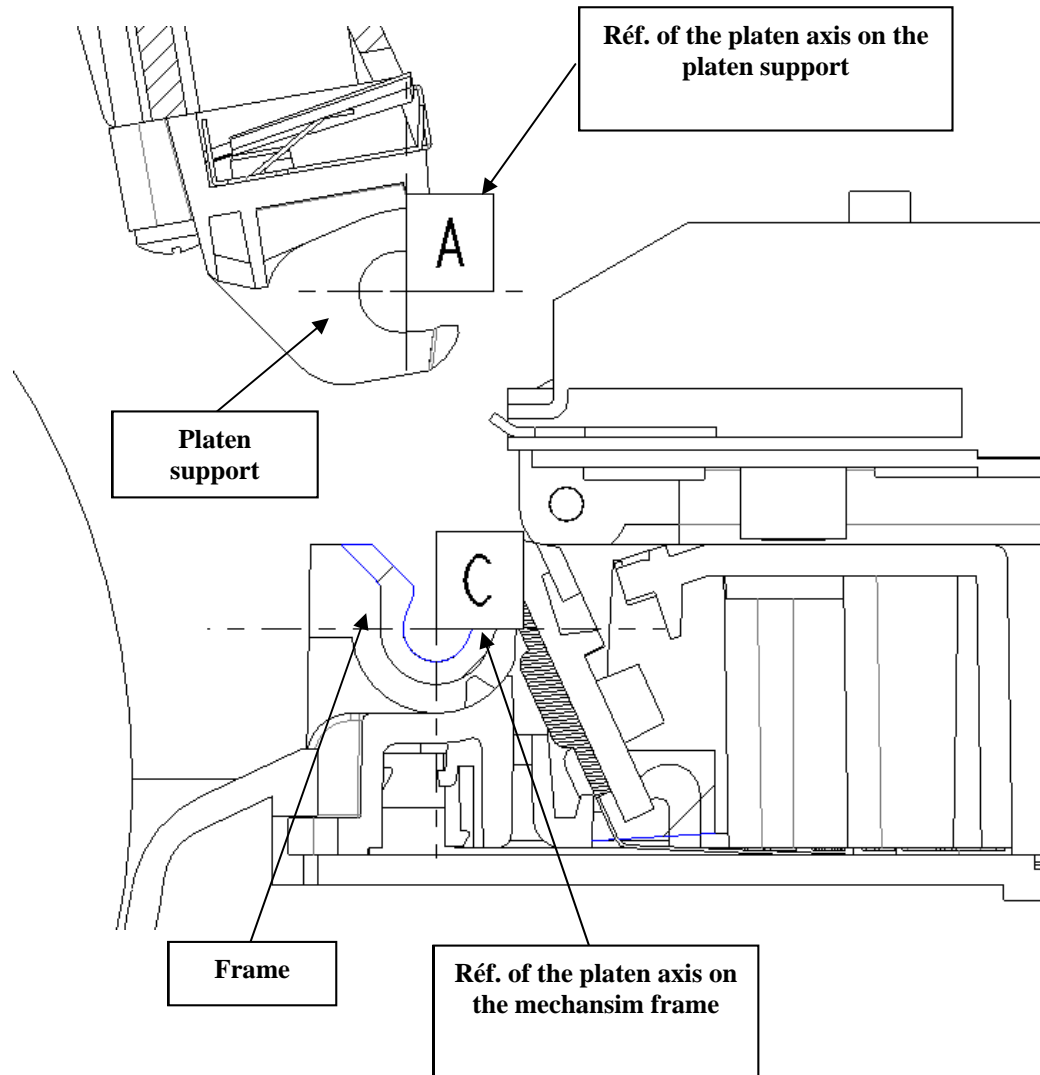 Réf. of the platen axis on the
platen support
A
Platen
support
C
Frame
Réf. of the platen axis on
the mechansim frame